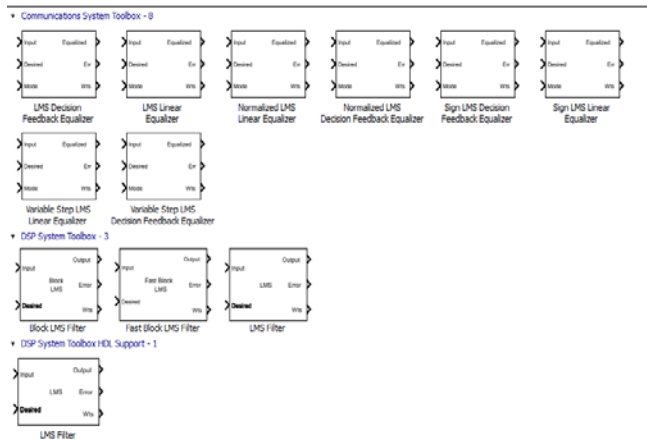 Communications System Toolbox - 8
Input Equalized Input Equalized Input Equalized Input Equalized Input Equalized Input Equalized
Desired Err Desired Err Desired Err Desired Err Desired Err Desired Err
Mode Wts Mode Wts Mode Wts Mode Wts Mode Wts Mode Wts
LMS Decision LMS Linear Normalized LMS Normalized LMS Sign LMS Decision Sign LMS Linear
Feedback Equalizer Equalizer Linear Equalizer Decision Feedback Equalizer Feedback Equalizer Equalizer
Input Equalized Input Equalized
Desired Err Desired Err
Mode Wts Mode Wts
Variable Step LMS Variable Step LMS
Linear Equalizer Decision Feedback Equalizer
DSP System Toolbox - 3
Output Output Output
Input Input Input
Block Fast Block
LMS Error LMS Error LMS Error
Desired Desired Desired
Wts Wts Wts
Block LMS Filter Fast Block LMS Filter LMS Filter
DSP System Toolbox HDL Support - 1
Output
Input
LMS Error
Desired
Wts
LMS Filter